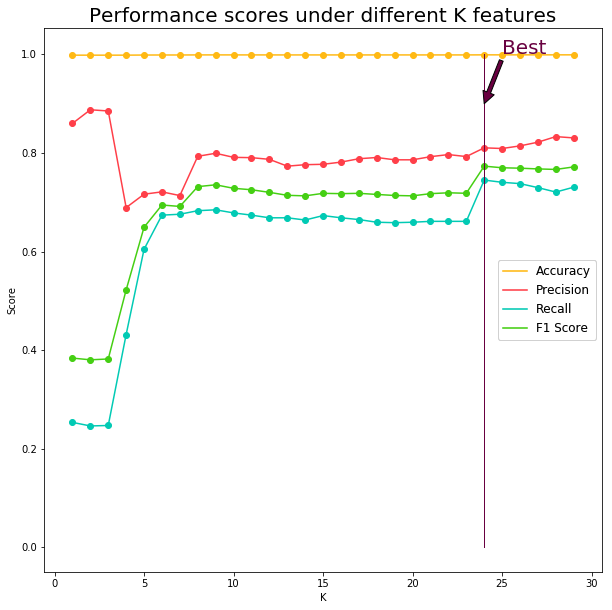 Performance scores under different K features
Best
1.0
0.8
0.6
0.4
0.2
0.0
Score
Accuracy
Precision
Recall
F1 Score
0 5 10 15 20 25 30
K